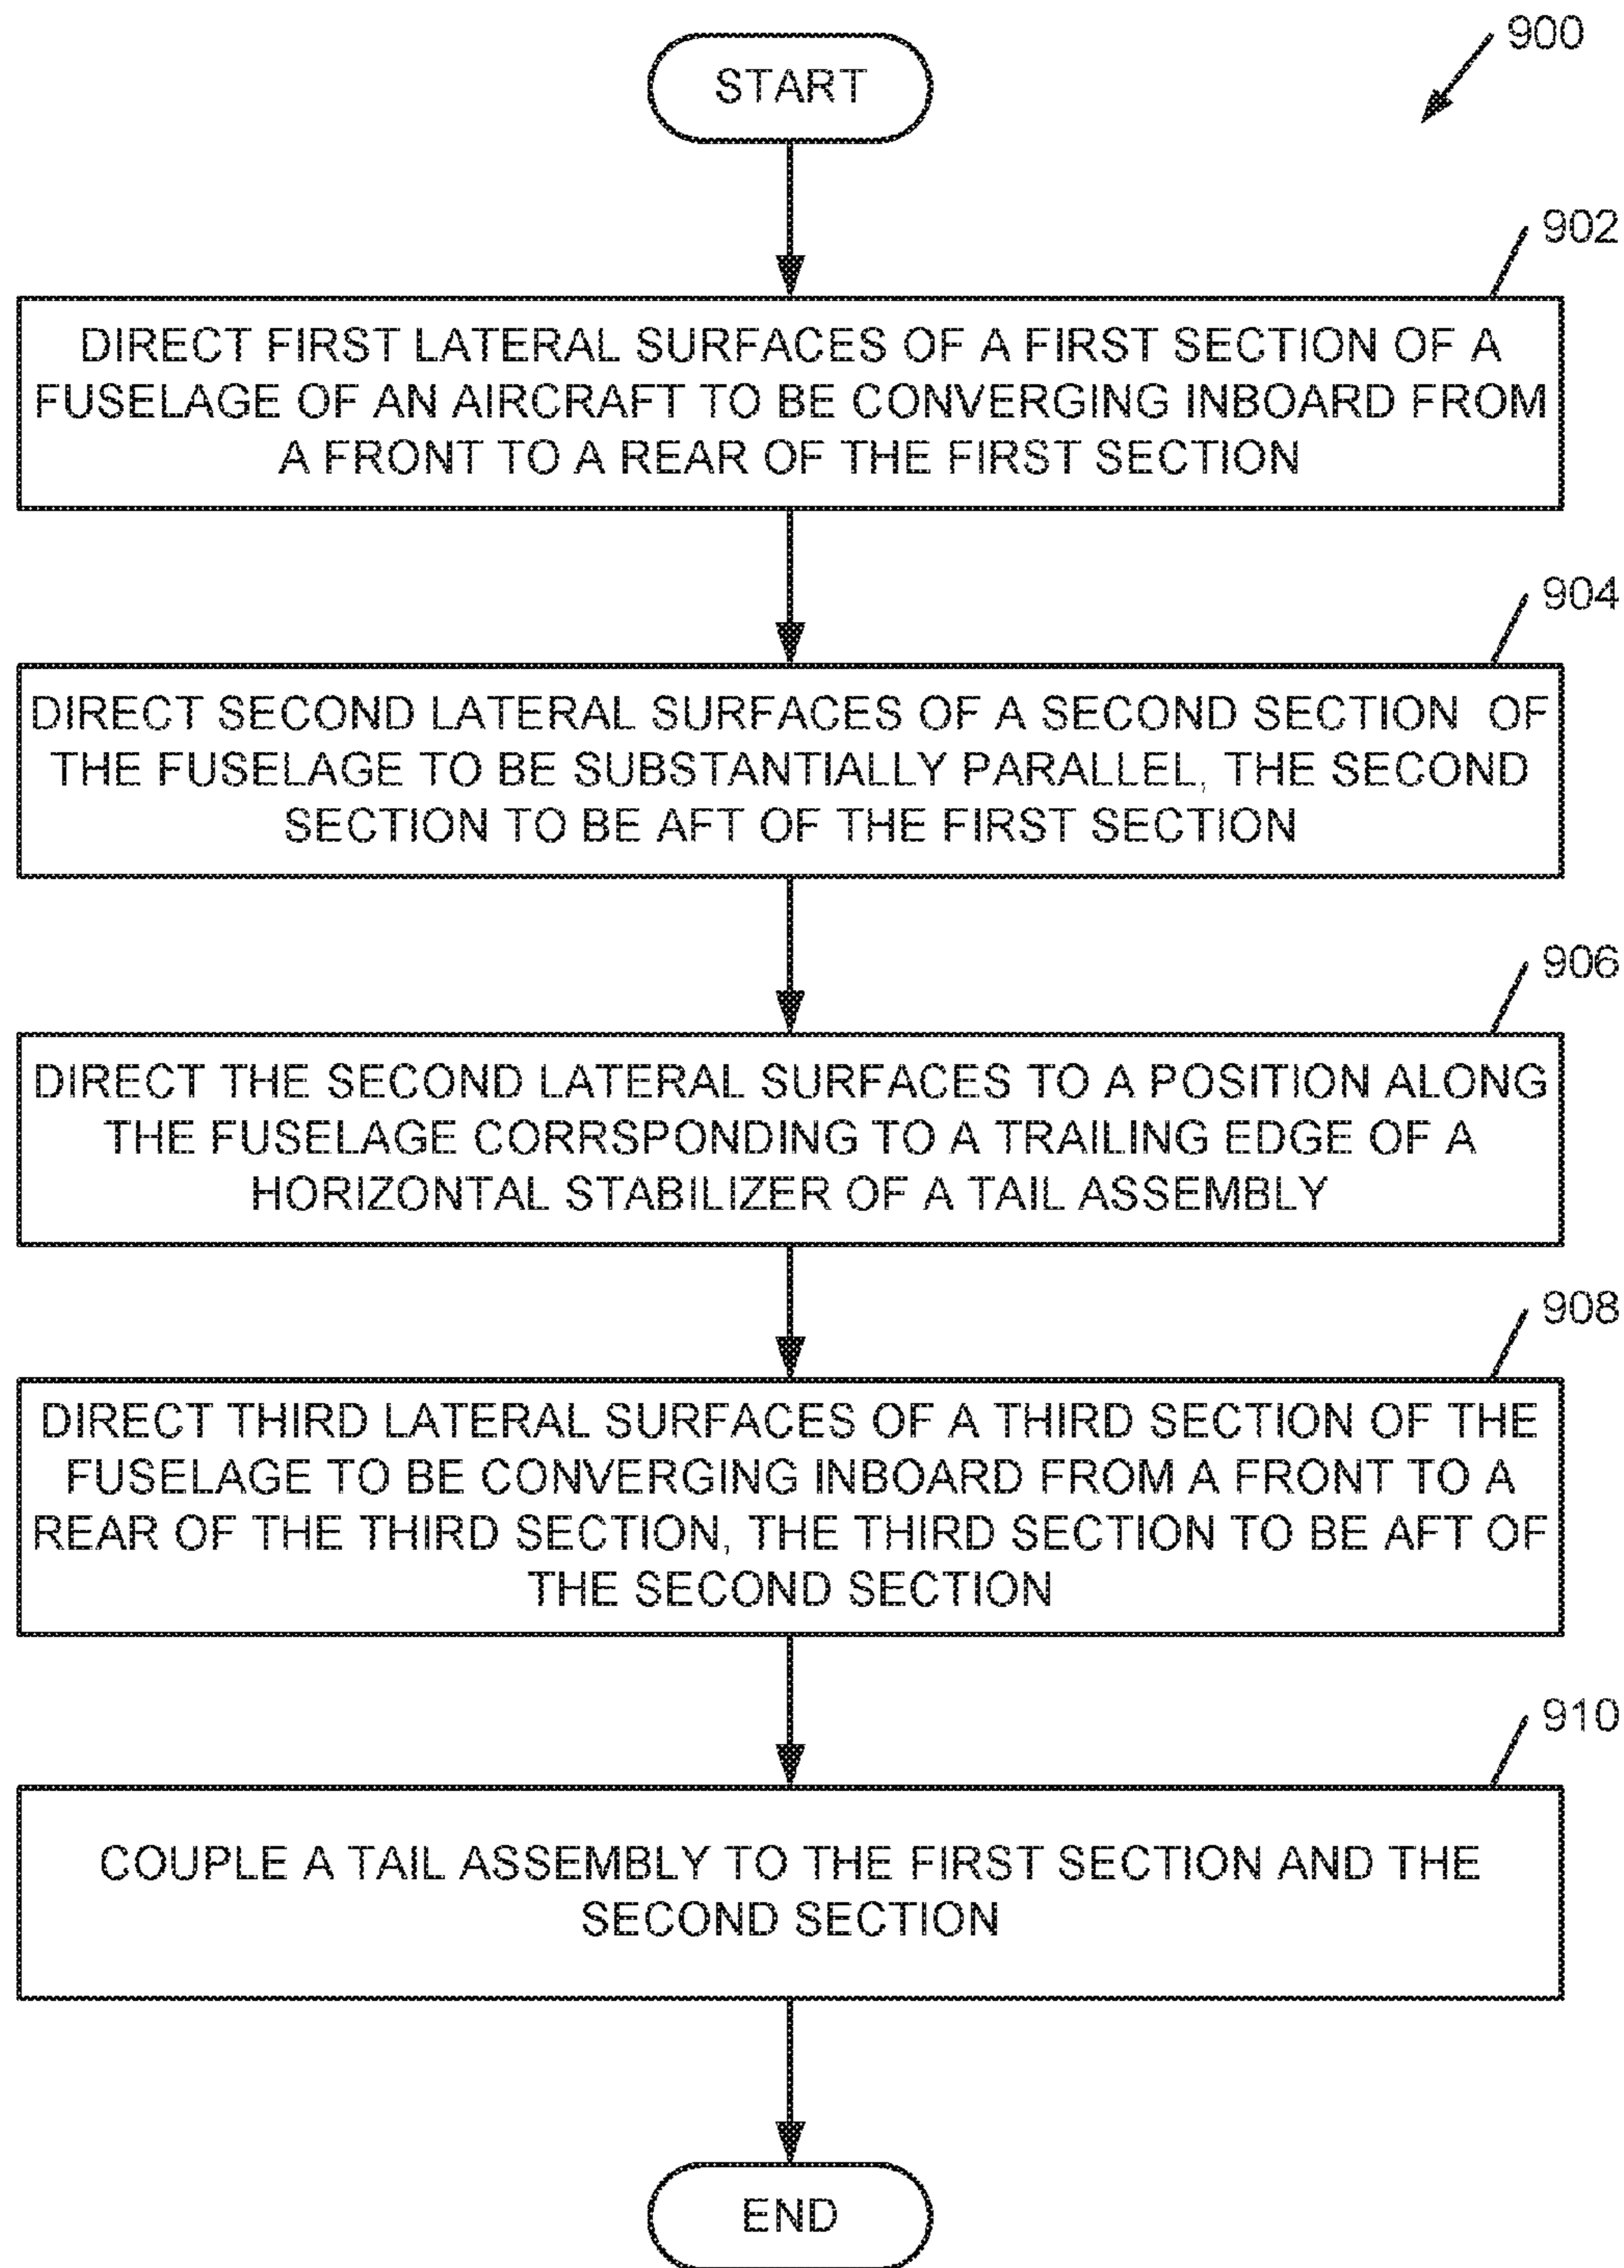 900
START
902
DIRECT FIRST LATERAL SURFACES OF A FIRST SECTION OF A
FUSELAGE OF AN AIRCRAFT TO BE CONVERGING INBOARD FROM
A FRONT TO A REAR OF THE FIRST SECTION
904
DIRECT SECOND LATERAL SURFACES OF A SECOND SECTION OF
THE FUSELAGE TO BE SUBSTANTIALLY PARALLEL, THE SECOND
SECTION TO BE AFT OF THE FIRST SECTION
906
DIRECT THE SECOND LATERAL SURFACES TO A POSITION ALONG
THE FUSELAGE CORRSPONDING TO A TRAILING EDGE OF A
HORIZONTAL STABILIZER OF A TAIL ASSEMBLY
908
DIRECT THIRD LATERAL SURFACES OF A THIRD SECTION OF THE
FUSELAGE TO BE CONVERGING INBOARD FROM A FRONT TO A
REAR OF THE THIRD SECTION, THE THIRD SECTION TO BE AFT OF
THE SECOND SECTION
910
COUPLE A TAIL ASSEMBLY TO THE FIRST SECTION AND THE
SECOND SECTION
END